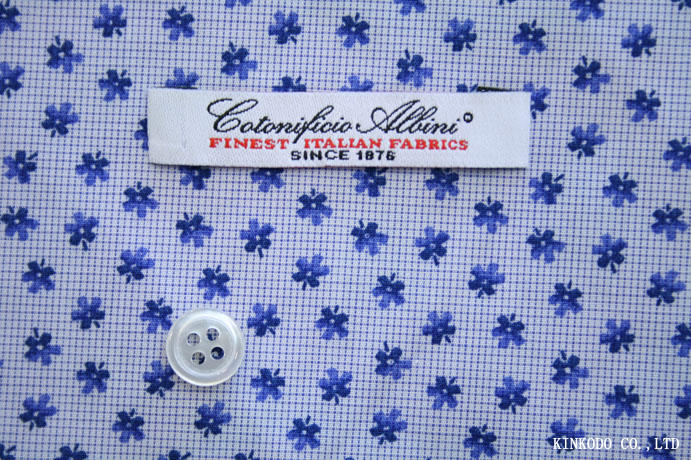 Cotonificio Albini®
FINEST ITALIAN FABRICS
SINCE 1876
KINKODO CO.,LTD